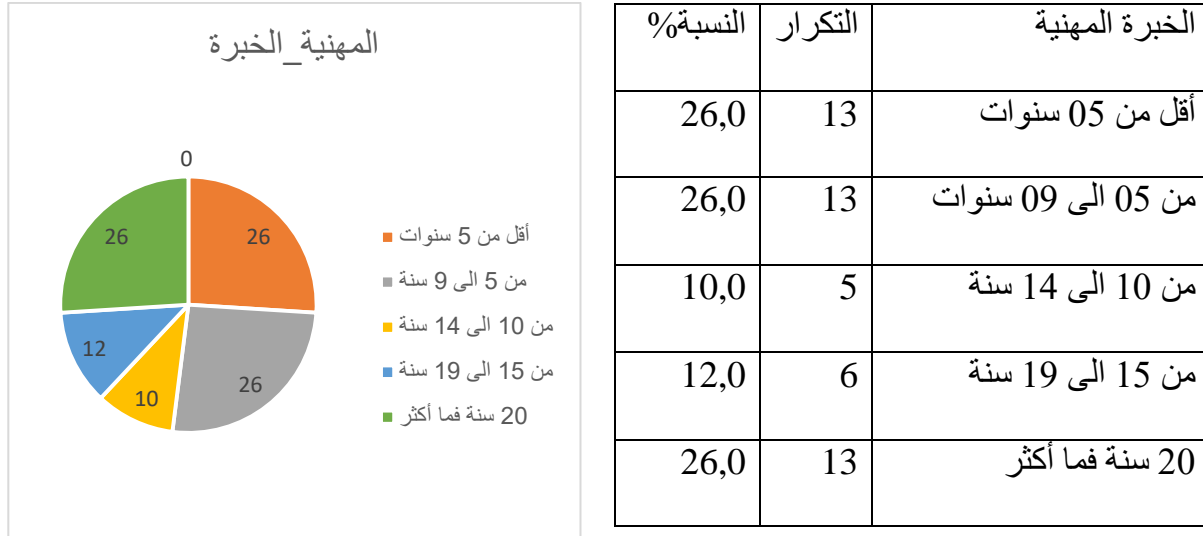 الخبرة المهنية التكرار النسبة%
أقل من 05 سنوات 13 26,0
من 05 الى 09 سنوات 13 26,0
من 10 الى 14 سنة 5 10,0
من 15 الى 19 سنة 6 12,0
20 سنة فما أكثر 13 26,0
المهنية_الخبرة
0
26
26
10
12
26
أقل من 5 سنوات
من 5 الى 9 سنة
من 10 الى 14 سنة
من 15 الى 19 سنة
20 سنة فما أكثر